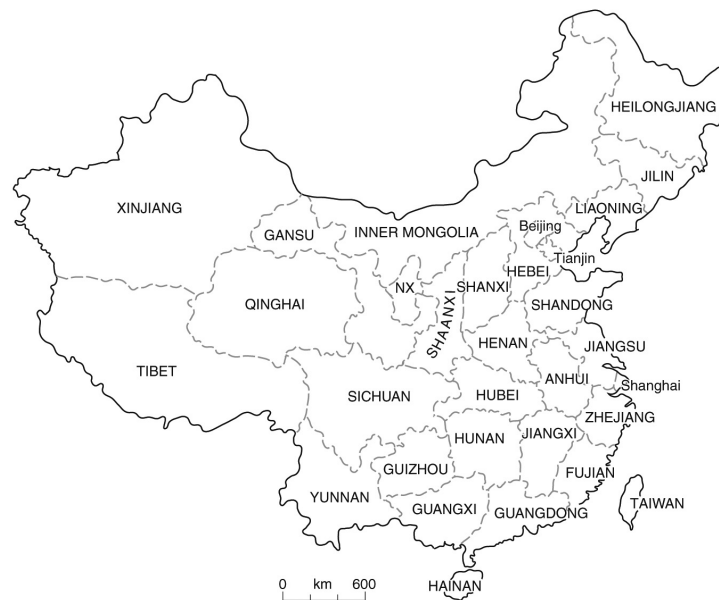 HEILONGJIANG
JILIN
LIAONING
XINJIANG
GANSU
INNER MONGOLIA
Beijing
Tianjin
HEBEI
NX
SHANXI
SHAANXI
QINGHAI
SHANDONG
HENAN
JIANGSU
TIBET
ANHUI
Shanghai
SICHUAN
HUBEI
ZHEJIANG
HUNAN
JIANGXI
GUIZHOU
FUJIAN
YUNNAN
GUANGXI
GUANGDONG
TAIWAN
HAINAN
0 km 600